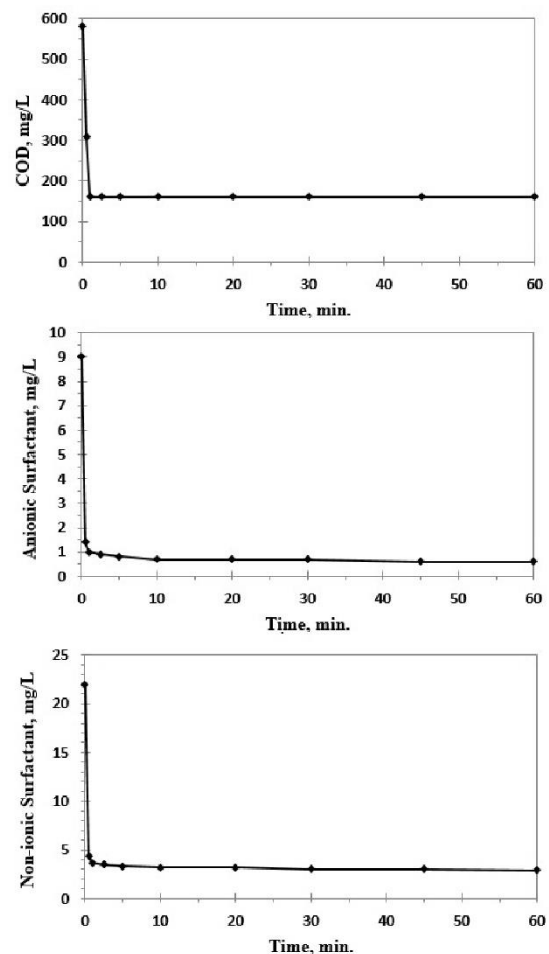 COD, mg/L
600
500
400
300
200
100
0
0 10 20 30 40 50 60
Time, min.
Anionic Surfactant, mg/L
10
9
8
7
6
5
4
3
2
1
0
0 10 20 30 40 50 60
Time, min.
Non-ionic Surfactant, mg/L
25
20
15
10
5
0
0 10 20 30 40 50 60
Time, min.